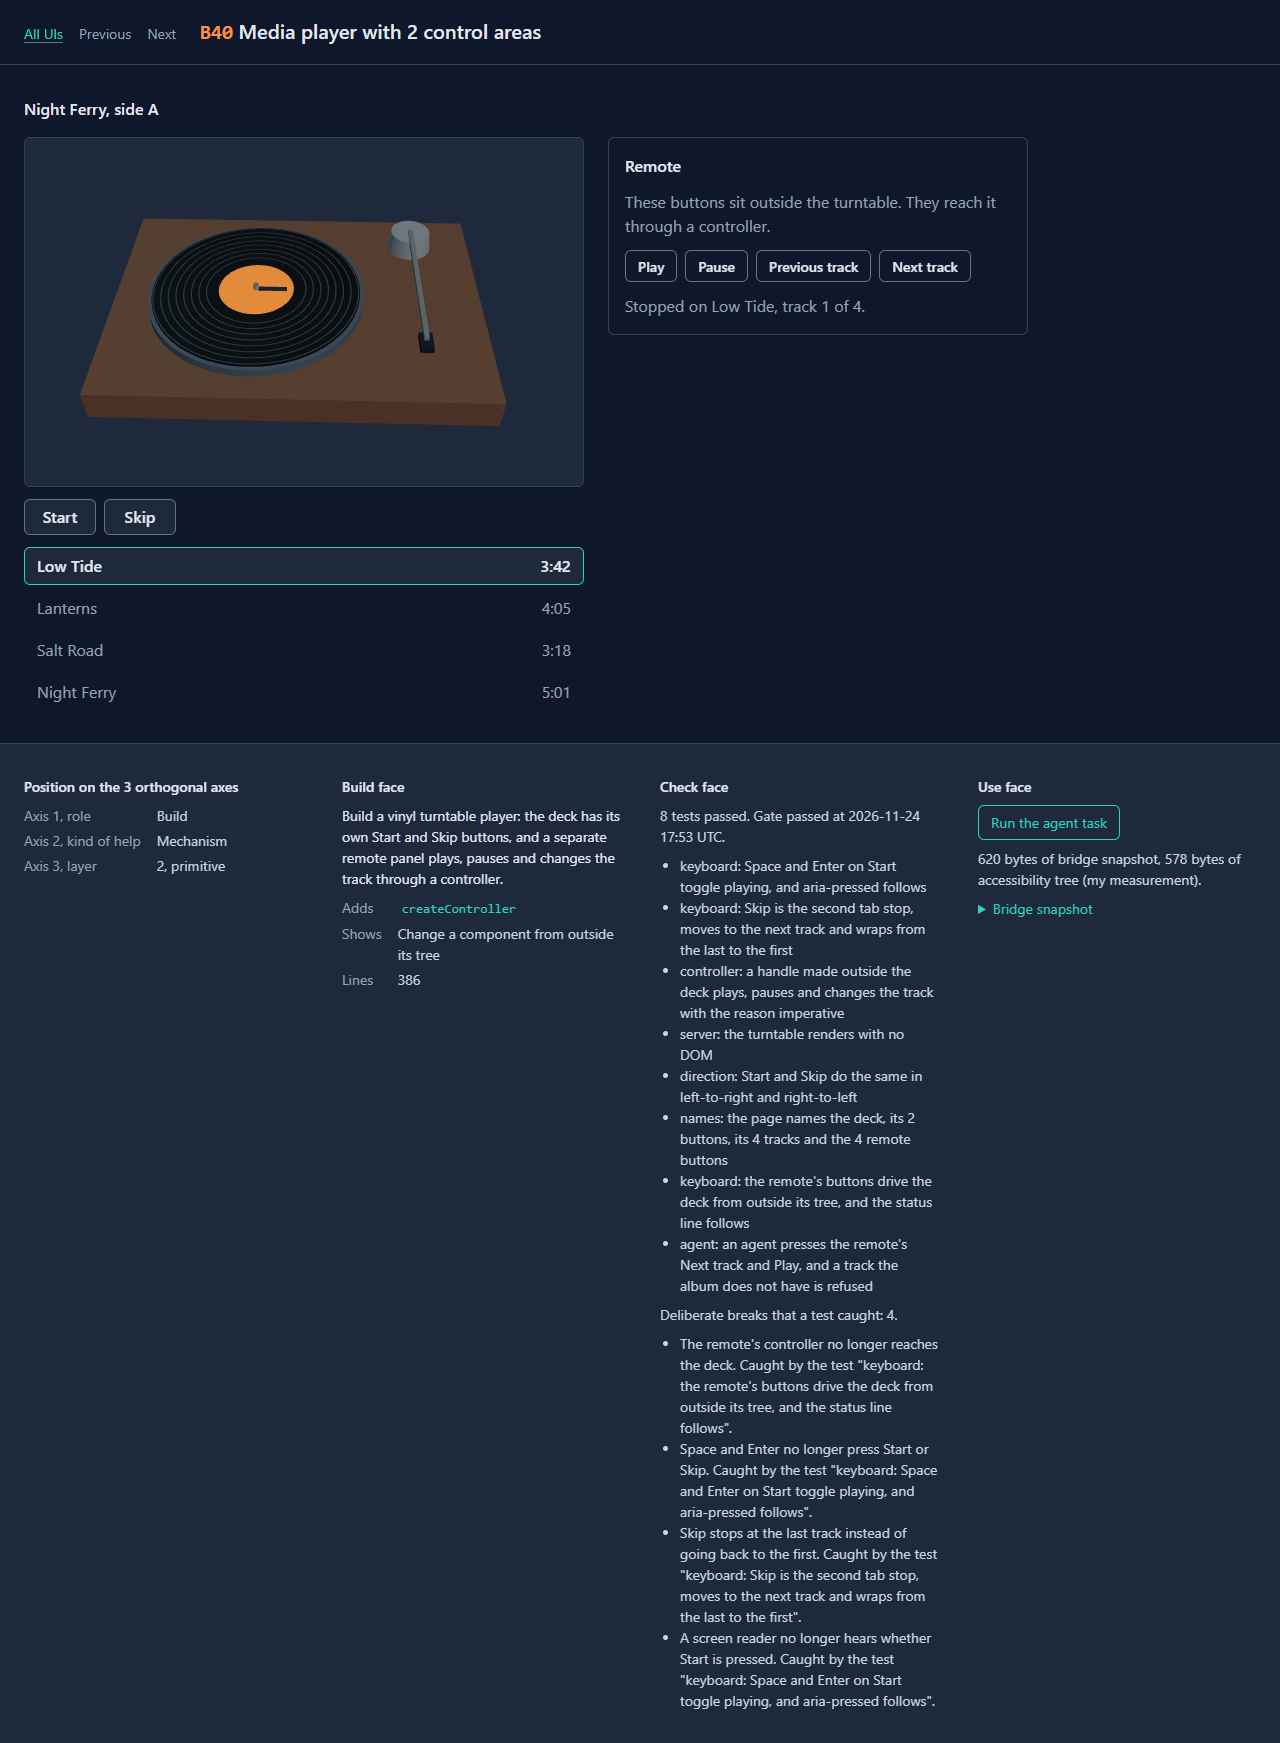 All UIs Previous Next B40 Media player with 2 control areas
Night Ferry, side A
Remote
These buttons sit outside the turntable. They reach it
through a controller.
Play Pause Previous track Next track
Stopped on Low Tide, track 1 of 4.
Start Skip
Low Tide 3:42
Lanterns 4:05
Salt Road 3:18
Night Ferry 5:01
Position on the 3 orthogonal axes
Axis 1, role Build
Axis 2, kind of help Mechanism
Axis 3, layer 2, primitive
Build face
Build a vinyl turntable player: the deck has its
own Start and Skip buttons, and a separate
remote panel plays, pauses and changes the
track through a controller.
Adds createController
Shows Change a component from outside
its tree
Lines 386
Check face
8 tests passed. Gate passed at 2026-11-24
17:53 UTC.
• keyboard: Space and Enter on Start
toggle playing, and aria-pressed follows
• keyboard: Skip is the second tab stop,
moves to the next track and wraps from
the last to the first
• controller: a handle made outside the
deck plays, pauses and changes the track
with the reason imperative
• server: the turntable renders with no
DOM
• direction: Start and Skip do the same in
left-to-right and right-to-left
• names: the page names the deck, its 2
buttons, its 4 tracks and the 4 remote
buttons
• keyboard: the remote's buttons drive the
deck from outside its tree, and the status
line follows
• agent: an agent presses the remote's
Next track and Play, and a track the
album does not have is refused
Deliberate breaks that a test caught: 4.
• The remote's controller no longer reaches
the deck. Caught by the test "keyboard:
the remote's buttons drive the deck from
outside its tree, and the status line
follows".
• Space and Enter no longer press Start or
Skip. Caught by the test "keyboard: Space
and Enter on Start toggle playing, and
aria-pressed follows".
• Skip stops at the last track instead of
going back to the first. Caught by the test
"keyboard: Skip is the second tab stop,
moves to the next track and wraps from
the last to the first".
• A screen reader no longer hears whether
Start is pressed. Caught by the test
"keyboard: Space and Enter on Start
toggle playing, and aria-pressed follows".
Use face
Run the agent task
620 bytes of bridge snapshot, 578 bytes of
accessibility tree (my measurement).
▶ Bridge snapshot